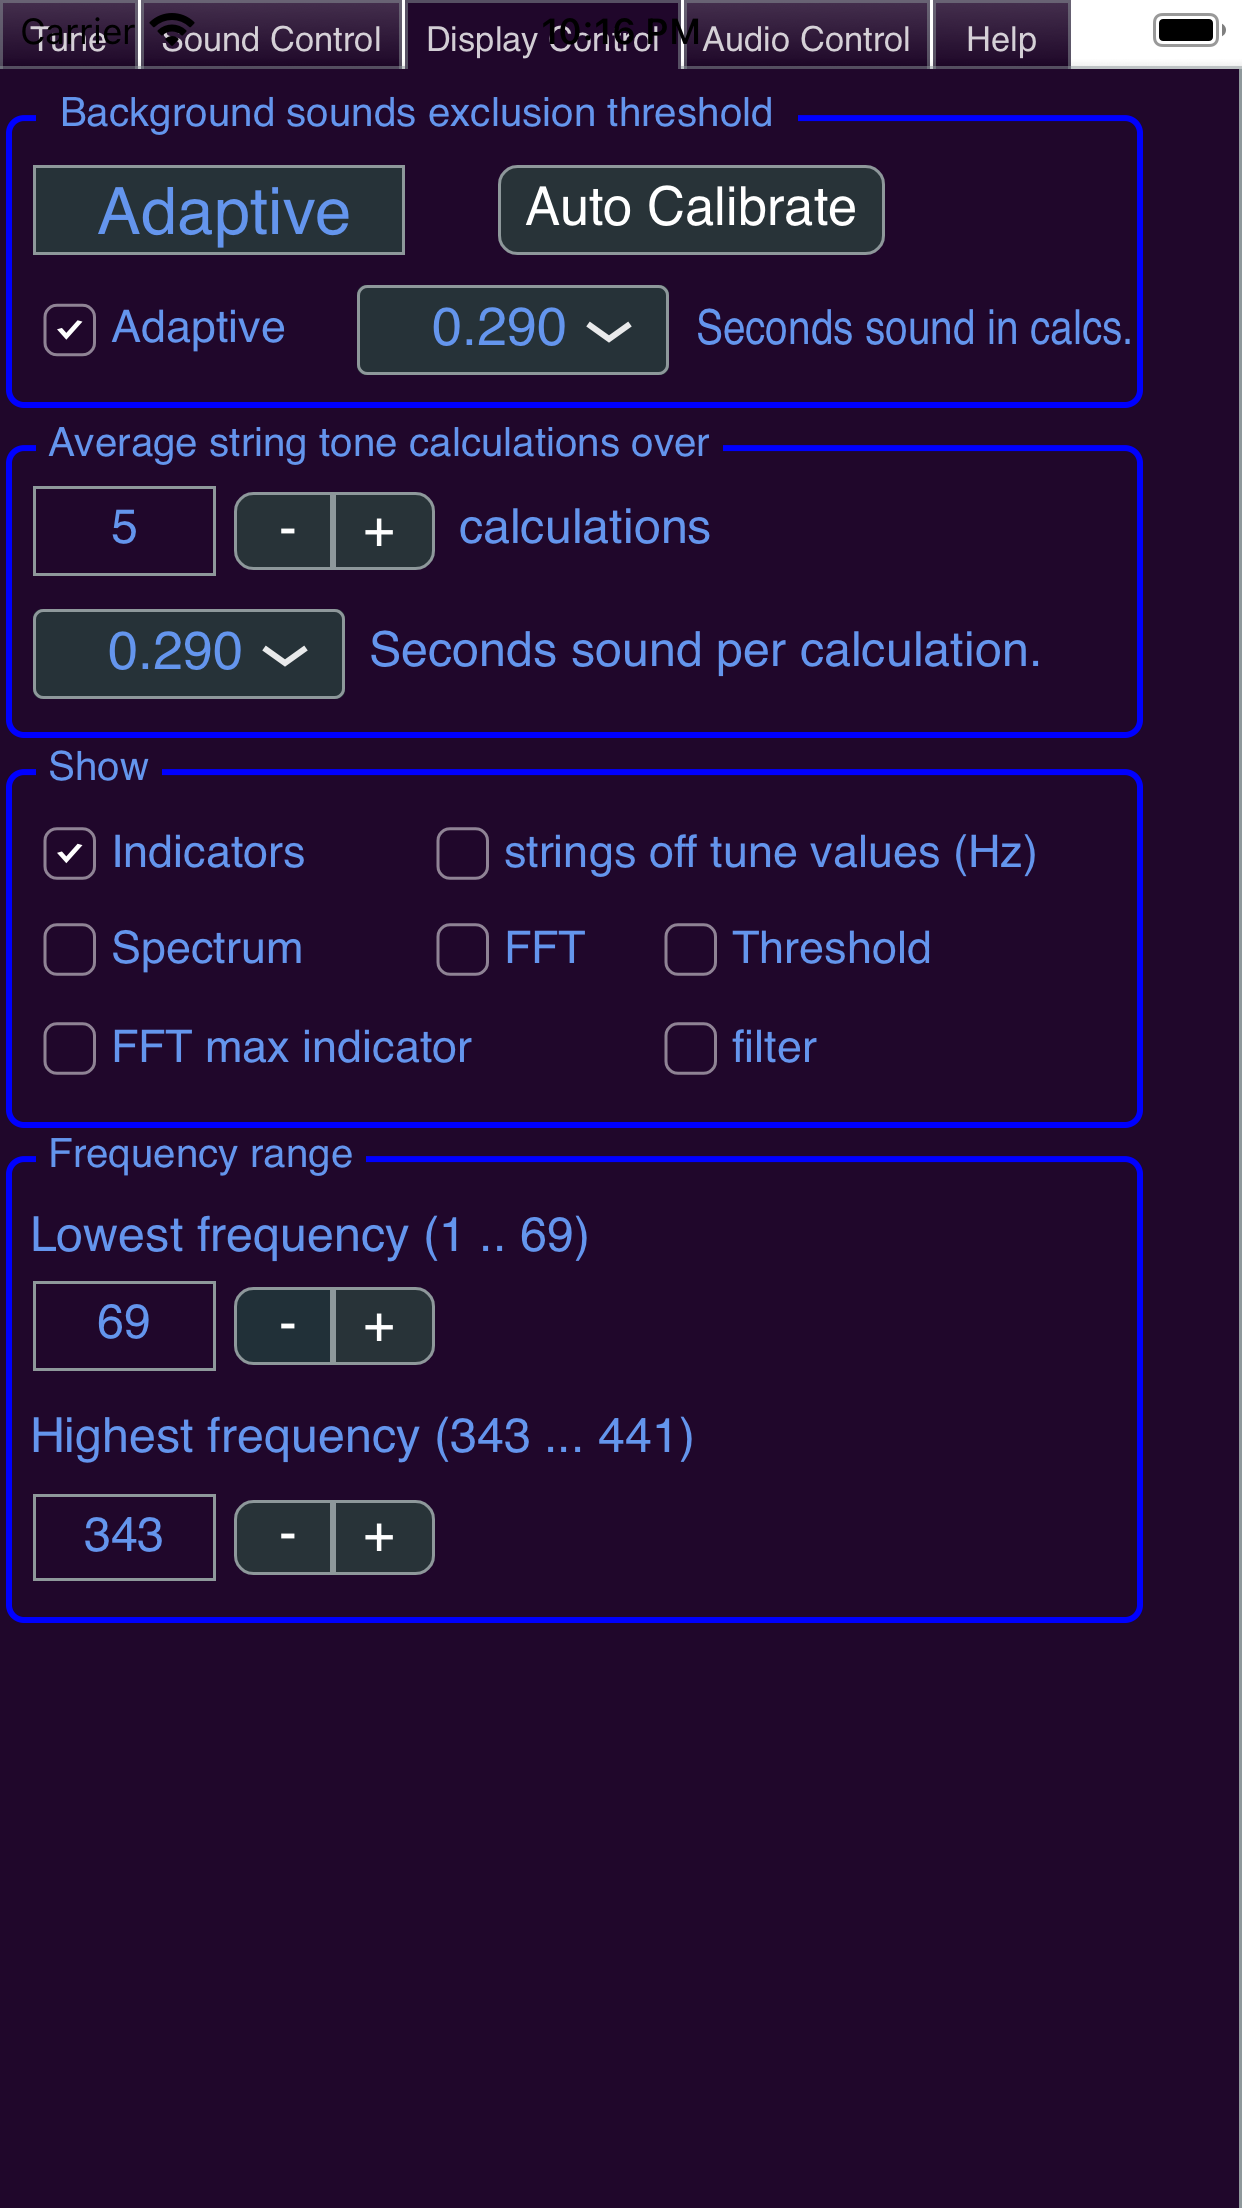 Carrier 10:16 PM
Tune Sound Control Display Control Audio Control Help
Background sounds exclusion threshold
Adaptive Auto Calibrate
Adaptive 0.290 Seconds sound in calcs.
Average string tone calculations over
5 - + calculations
0.290 Seconds sound per calculation.
Show
Indicators strings off tune values (Hz)
Spectrum FFT Threshold
FFT max indicator filter
Frequency range
Lowest frequency (1 .. 69)
69 - +
Highest frequency (343 ... 441)
343 - +